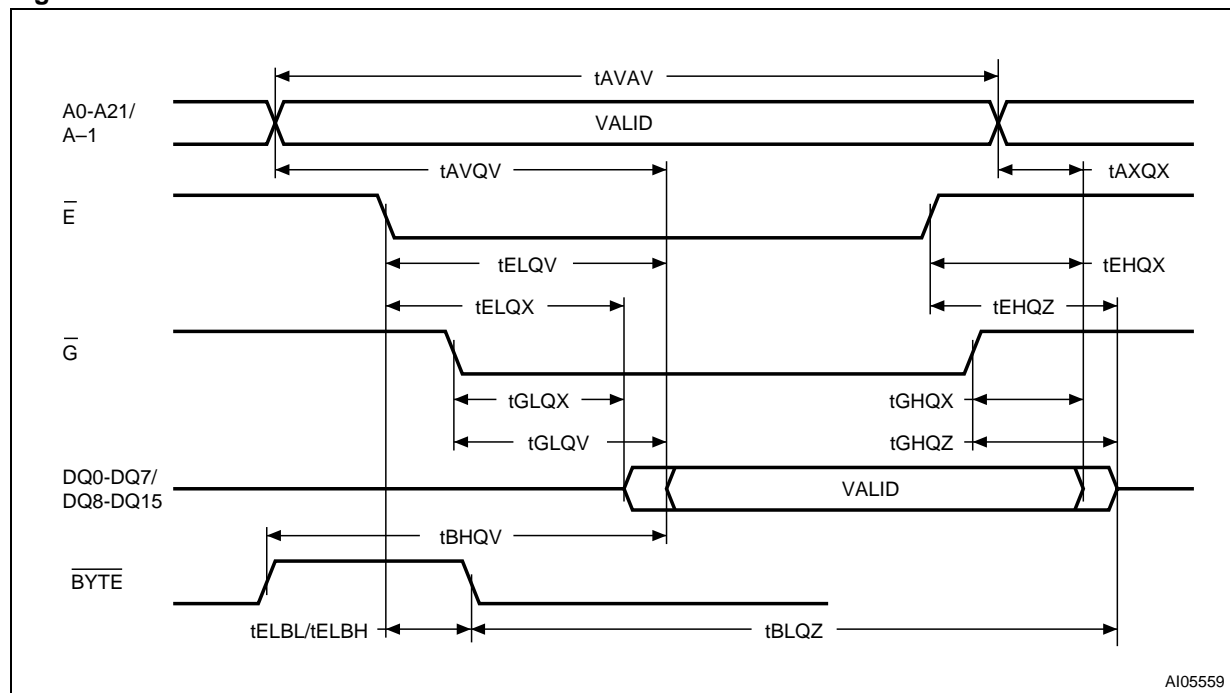 tAVAV
A0-A21/
A–1
VALID
tAVQV
tAXQX
E
tELQV
tEHQX
tELQX
tEHQZ
G
tGLQX
tGHQX
tGLQV
tGHQZ
DQ0-DQ7/
DQ8-DQ15
VALID
tBHQV
BYTE
tELBL/tELBH
tBLQZ
AI05559